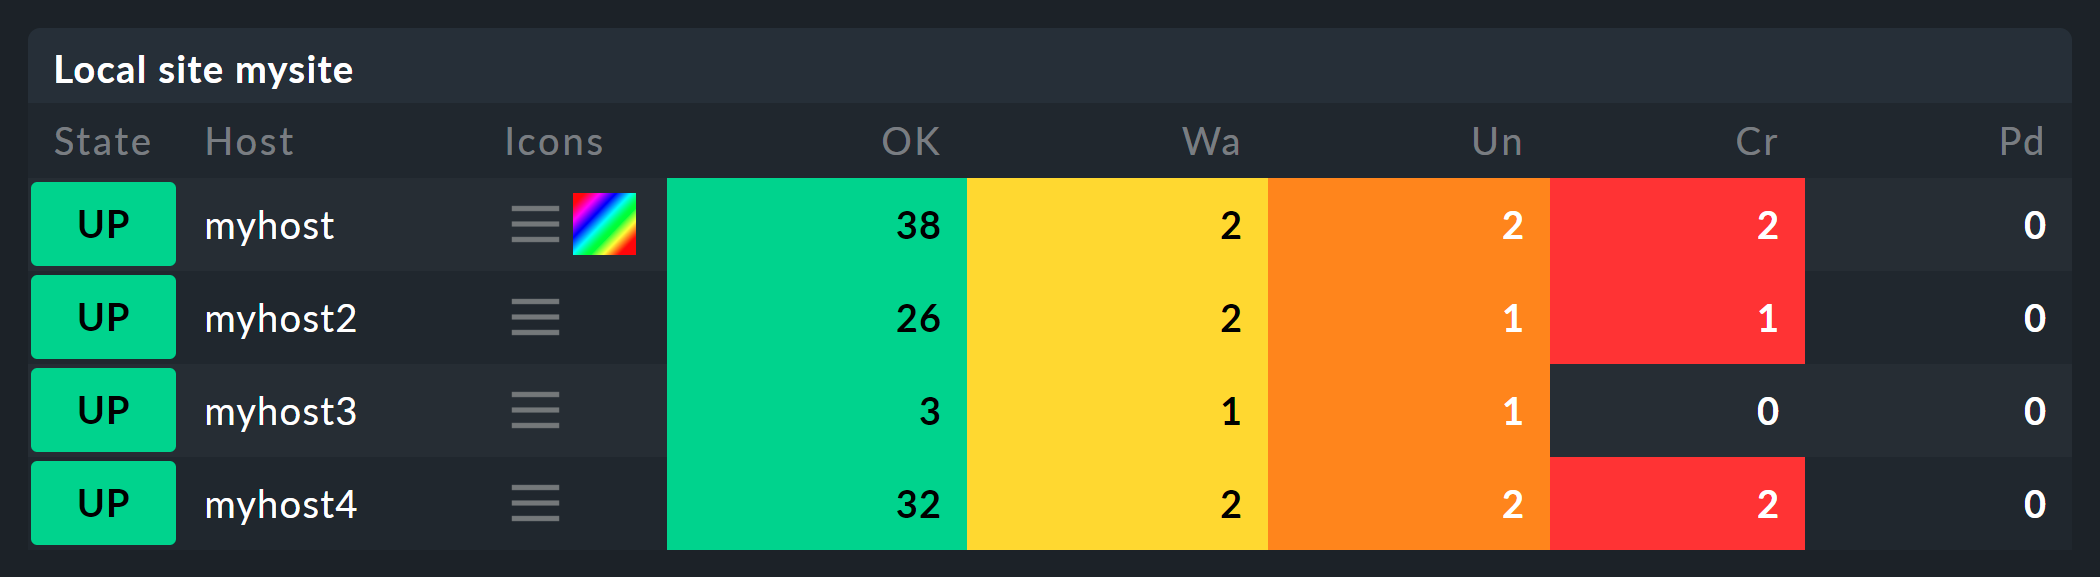 Local site mysite
State Host Icons OK Wa Un Cr Pd
UP myhost 38 2 2 2 0
UP myhost2 26 2 1 1 0
UP myhost3 3 1 1 0 0
UP myhost4 32 2 2 2 0